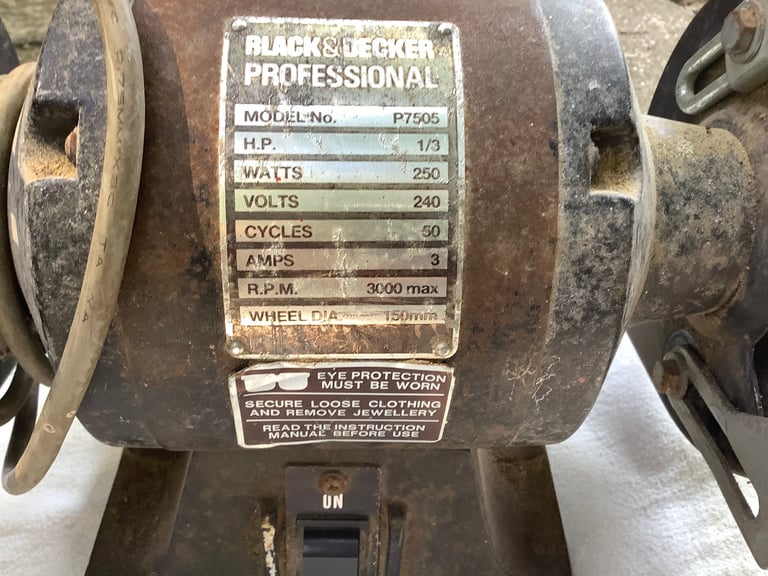 BLACK & DECKER
PROFESSIONAL
MODEL No. P7505
H.P. 1/3
WATTS 250
VOLTS 240
CYCLES 50
AMPS 3
R.P.M. 3000 max
WHEEL DIA 150mm
EYE PROTECTION
MUST BE WORN
SECURE LOOSE CLOTHING
AND REMOVE JEWELLERY
READ THE INSTRUCTION
MANUAL BEFORE USE
ON